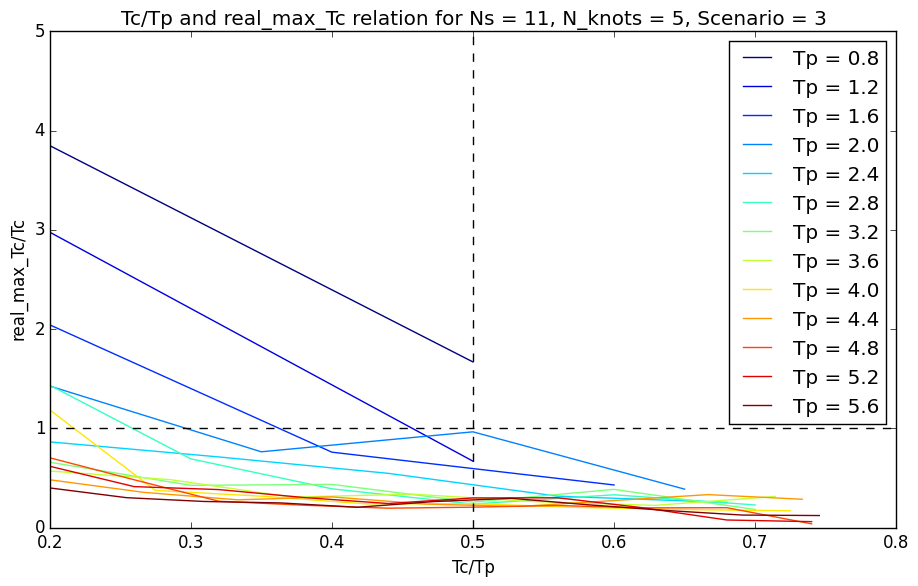 Tc/Tp and real_max_Tc relation for Ns = 11, N_knots = 5, Scenario = 3
5
4
3
2
1
0
real_max_Tc/Tc
0.2 0.3 0.4 0.5 0.6 0.7 0.8
Tc/Tp
Tp = 0.8
Tp = 1.2
Tp = 1.6
Tp = 2.0
Tp = 2.4
Tp = 2.8
Tp = 3.2
Tp = 3.6
Tp = 4.0
Tp = 4.4
Tp = 4.8
Tp = 5.2
Tp = 5.6